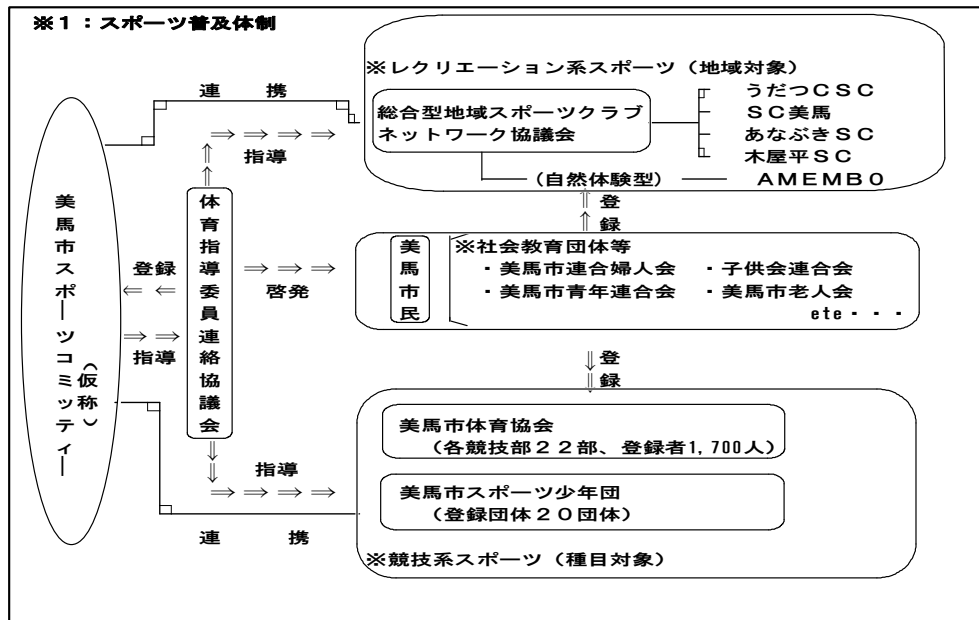 ※１：スポーツ普及体制
※レクリエーション系スポーツ（地域対象）
連　携
総合型地域スポーツクラブ
ネットワーク協議会
うだつＣＳＣ
ＳＣ美馬
あなぶきＳＣ
木屋平ＳＣ
（自然体験型）
ＡＭＥＭＢＯ
⇒ ⇒ ⇒ ⇒
指導
⇑ ⇑
⇑ ⇑
美馬市スポーツコミッティー
（仮称）
体育指導委員連絡協議会
登録
⇐ ⇐
⇒ ⇒
指導
⇒ ⇒ ⇒
啓発
⇑ 登
⇑ 録
美馬市民
※社会教育団体等
・美馬市連合婦人会　・子供会連合会
・美馬市青年連合会　・美馬市老人会
ete・・・
⇓ 登
⇓ 録
美馬市体育協会
（各競技部２２部、登録者1,700人）
⇓ ⇓
⇓ ⇓
指導
⇒ ⇒ ⇒ ⇒
美馬市スポーツ少年団
（登録団体２０団体）
連　携
※競技系スポーツ（種目対象）